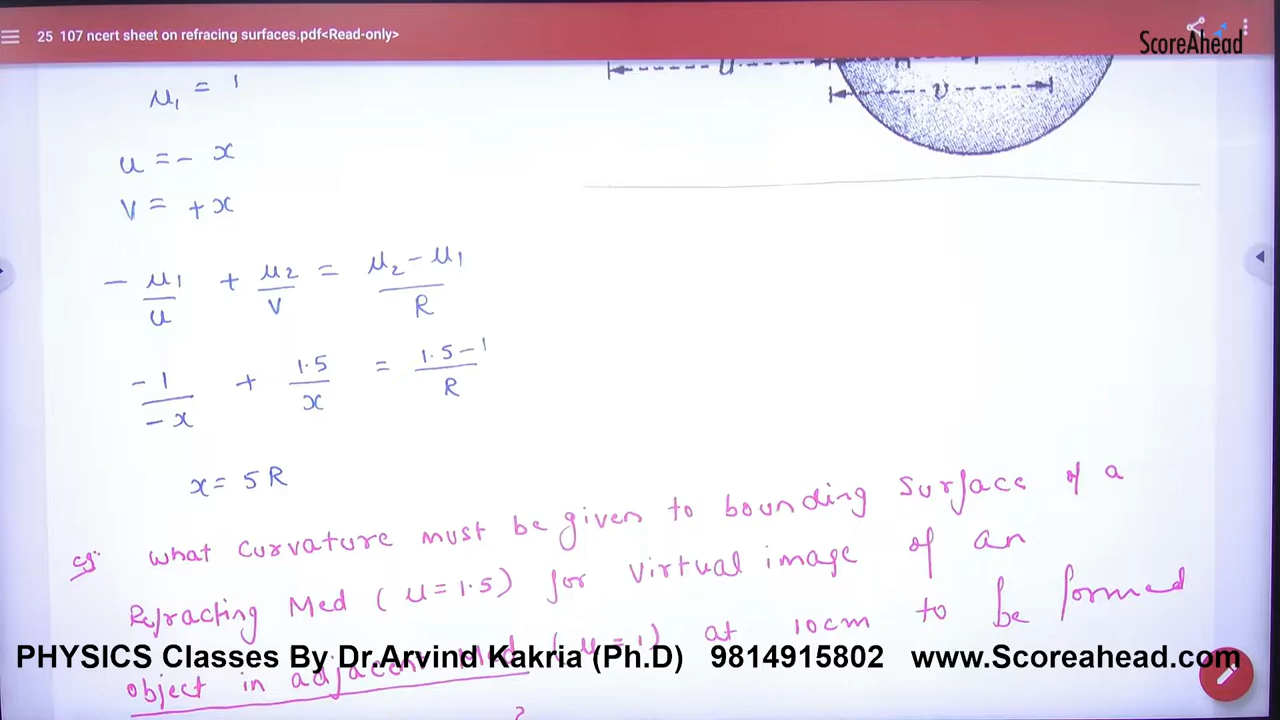 25 107 ncert sheet on refracing surfaces.pdf<Read-only>
ScoreAhead
μ₁ = 1
u
v
u = - x
v = + x
- μ₁/u + μ₂/v = μ₂ - μ₁/R
-1/-x + 1.5/x = 1.5-1/R
x = 5R
eg: what curvature must be given to bounding surface of a
Refracting Med (μ=1.5) for virtual image of an
object in adjacent Med (μ=1) at 10cm to be formed
PHYSICS Classes By Dr.Arvind Kakria (Ph.D) 9814915802 www.Scoreahead.com
?